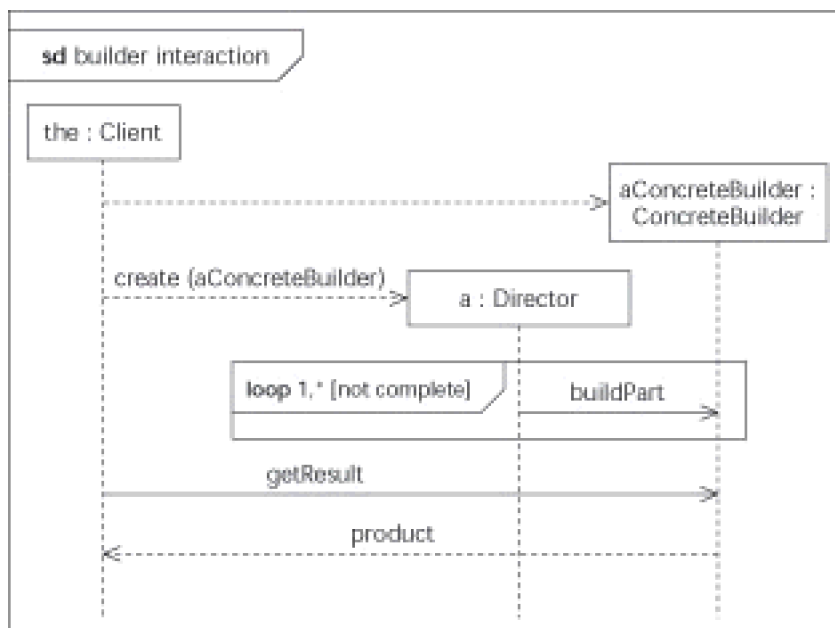 sd builder interaction
the : Client
aConcreteBuilder :
ConcreteBuilder
create (aConcreteBuilder)
a : Director
loop 1,* [not complete]
buildPart
getResult
product